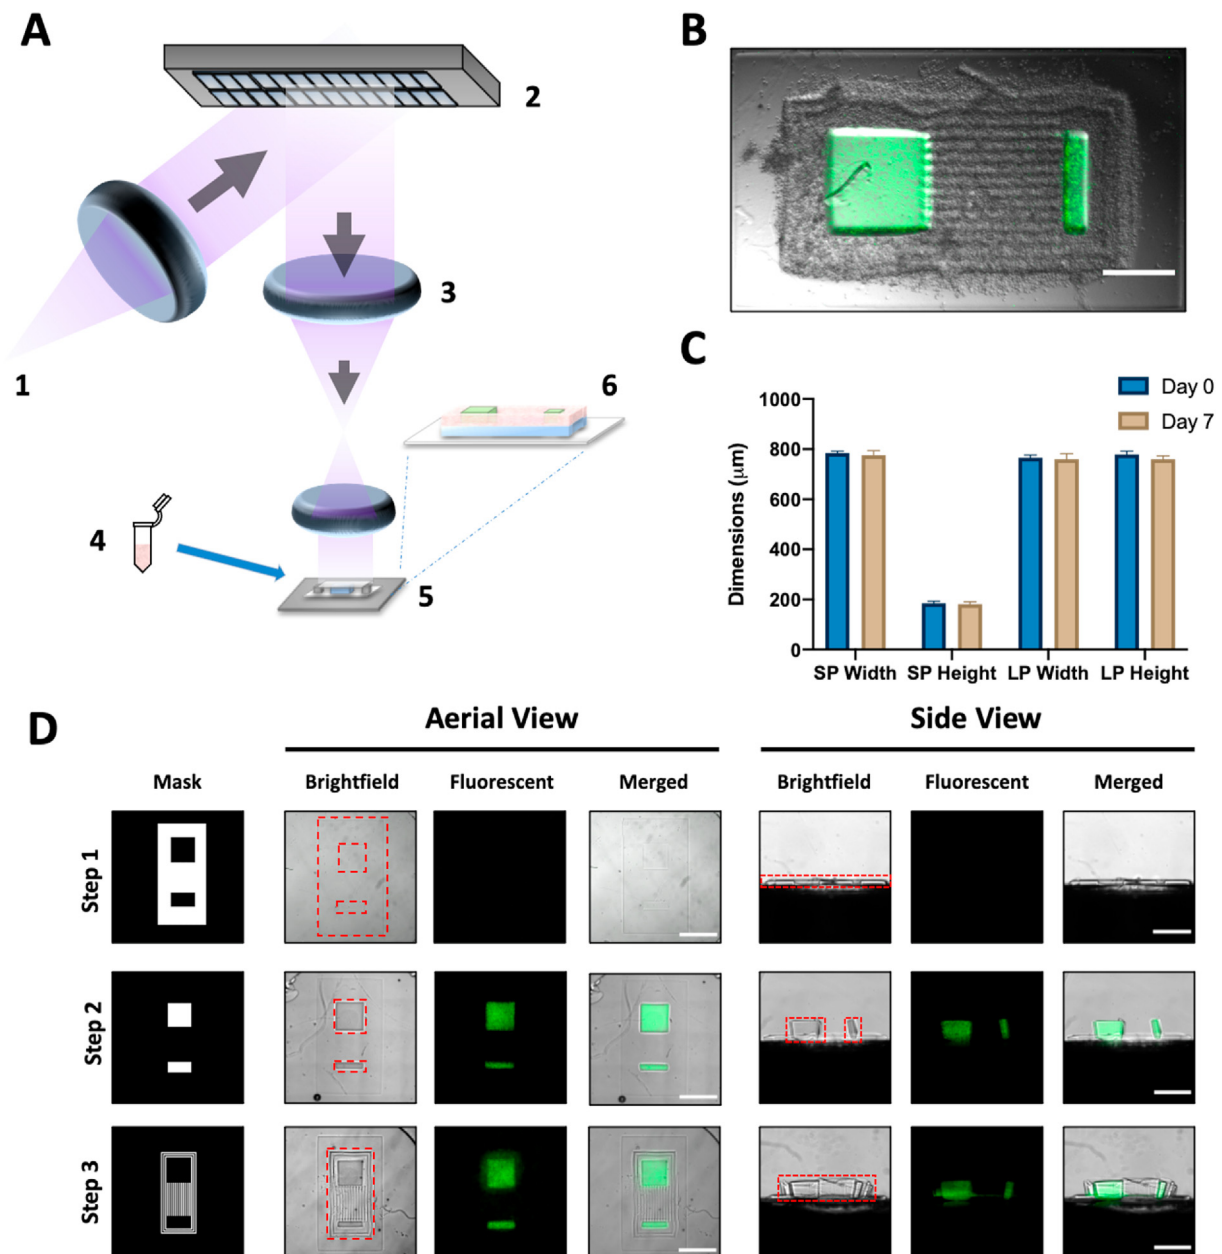 A
2
3
1
6
4
5
B
C
Day 0
Day 7
Dimensions (μm)
1000
800
600
400
200
0
SP Width SP Height LP Width LP Height
D
Aerial View Side View
Mask Brightfield Fluorescent Merged Brightfield Fluorescent Merged
Step 1
Step 2
Step 3